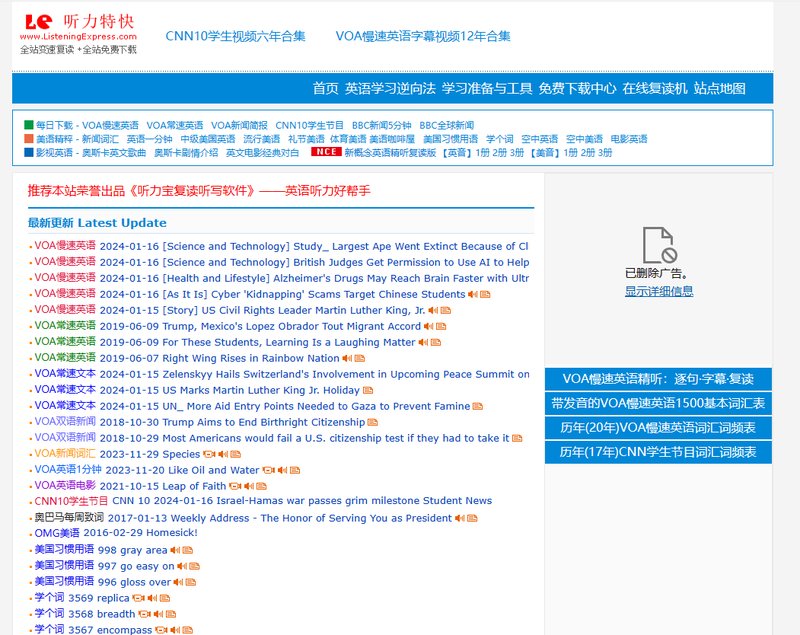 Le 听力特快
www.ListeningExpress.com
全站变速复读 +全站免费下载
CNN10学生视频六年合集 VOA慢速英语字幕视频12年合集
首页 英语学习逆向法 学习准备与工具 免费下载中心 在线复读机 站点地图
每日下载 - VOA慢速英语 VOA常速英语 VOA新闻简报 CNN10学生节目 BBC新闻5分钟 BBC全球新闻
美语精粹 - 新闻词汇 英语一分钟 中级美国英语 流行美语 礼节美语 体育美语 美语咖啡屋 美国习惯用语 学个词 空中英语 空中美语 电影英语
影视英语 - 奥斯卡英文歌曲 奥斯卡剧情介绍 英文电影经典对白 NCE 新概念英语精听复读版 【英音】1册 2册 3册 【美音】1册 2册 3册
推荐本站荣誉出品《听力宝复读听写软件》——英语听力好帮手
最新更新 Latest Update
VOA慢速英语 2024-01-16 [Science and Technology] Study_ Largest Ape Went Extinct Because of Cl
VOA慢速英语 2024-01-16 [Science and Technology] British Judges Get Permission to Use AI to Help
VOA慢速英语 2024-01-16 [Health and Lifestyle] Alzheimer's Drugs May Reach Brain Faster with Ultr
VOA慢速英语 2024-01-16 [As It Is] Cyber 'Kidnapping' Scams Target Chinese Students
VOA慢速英语 2024-01-15 [Story] US Civil Rights Leader Martin Luther King, Jr.
VOA常速英语 2019-06-09 Trump, Mexico's Lopez Obrador Tout Migrant Accord
VOA常速英语 2019-06-09 For These Students, Learning Is a Laughing Matter
VOA常速英语 2019-06-07 Right Wing Rises in Rainbow Nation
VOA常速文本 2024-01-15 Zelenskyy Hails Switzerland's Involvement in Upcoming Peace Summit on
VOA常速文本 2024-01-15 US Marks Martin Luther King Jr. Holiday
VOA常速文本 2024-01-15 UN_ More Aid Entry Points Needed to Gaza to Prevent Famine
VOA双语新闻 2018-10-30 Trump Aims to End Birthright Citizenship
VOA双语新闻 2018-10-29 Most Americans would fail a U.S. citizenship test if they had to take it
VOA新闻词汇 2023-11-29 Species
VOA英语1分钟 2023-11-20 Like Oil and Water
VOA英语电影 2021-10-15 Leap of Faith
CNN10学生节目 CNN 10 2024-01-16 Israel-Hamas war passes grim milestone Student News
奥巴马每周致词 2017-01-13 Weekly Address - The Honor of Serving You as President
OMG美语 2016-02-29 Homesick!
美国习惯用语 998 gray area
美国习惯用语 997 go easy on
美国习惯用语 996 gloss over
学个词 3569 replica
学个词 3568 breadth
学个词 3567 encompass
已删除广告。
显示详细信息
VOA慢速英语精听：逐句·字幕·复读
带发音的VOA慢速英语1500基本词汇表
历年(20年)VOA慢速英语词汇词频表
历年(17年)CNN学生节目词汇词频表